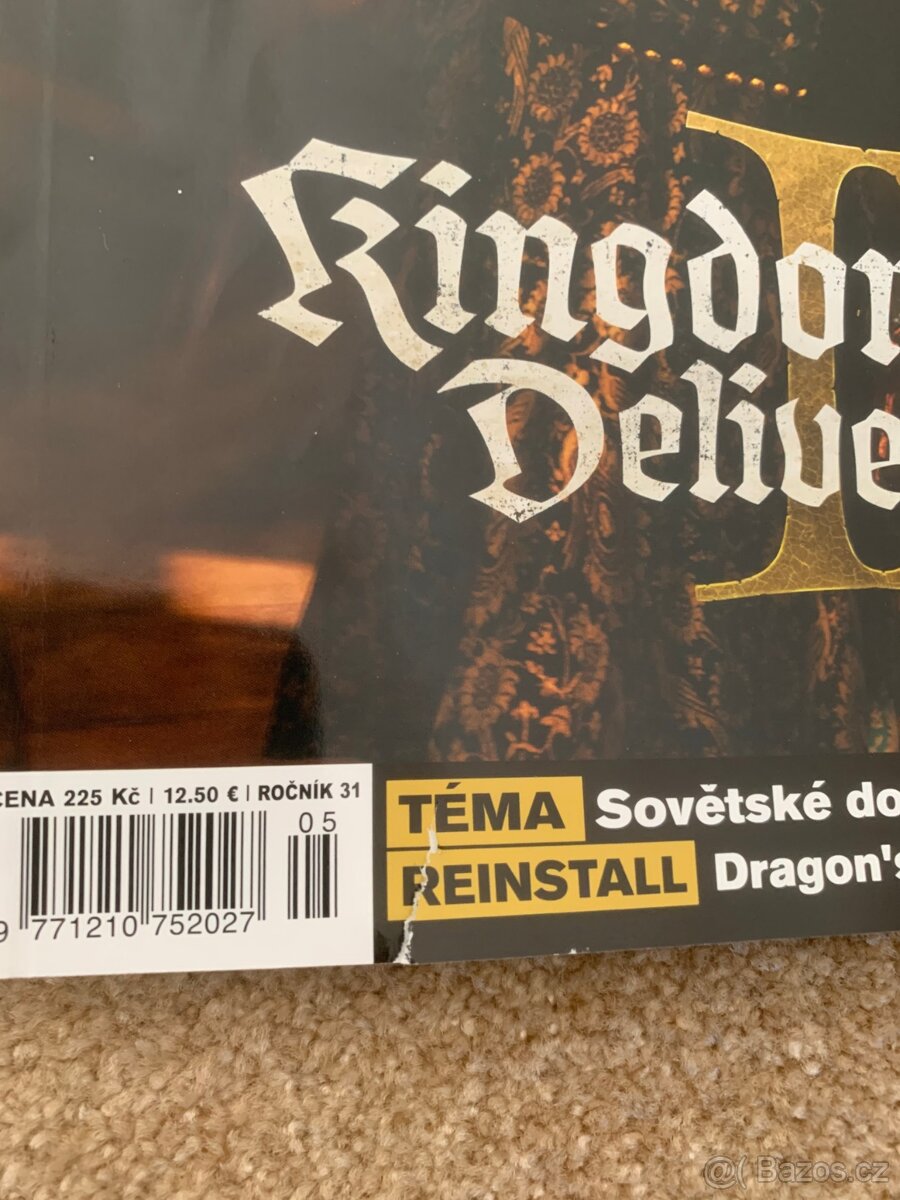 Kingdom
Delive
II
CENA 225 Kč | 12.50 € | ROČNÍK 31
05
9 771210 752027
TÉMA Sovětské do
REINSTALL Dragon's
@( Bazos.cz